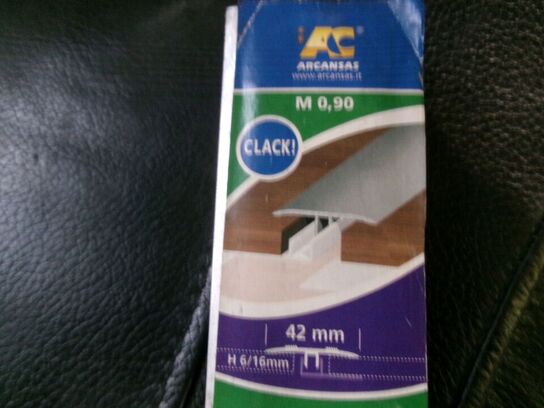 AC
ARCANSAS
www.arcansas.it
M 0,90
CLACK!
42 mm
H 6/16mm